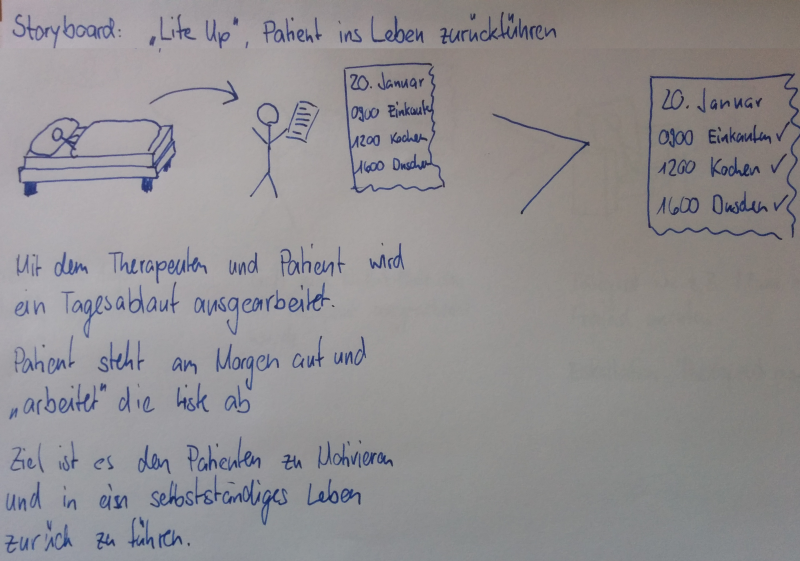 Storyboard: „Life Up", Patient ins Leben zurückführen
20. Januar
0900 Einkaufen
1200 Kochen
1600 Duschen
20. Januar
0900 Einkaufen ✓
1200 Kochen ✓
1600 Duschen ✓
Mit dem Therapeuten und Patient wird
ein Tagesablauf ausgearbeitet.
Patient steht am Morgen auf und
„arbeitet" die Liste ab
Ziel ist es den Patienten zu Motivieren
und in ein selbstständiges Leben
zurück zu führen.